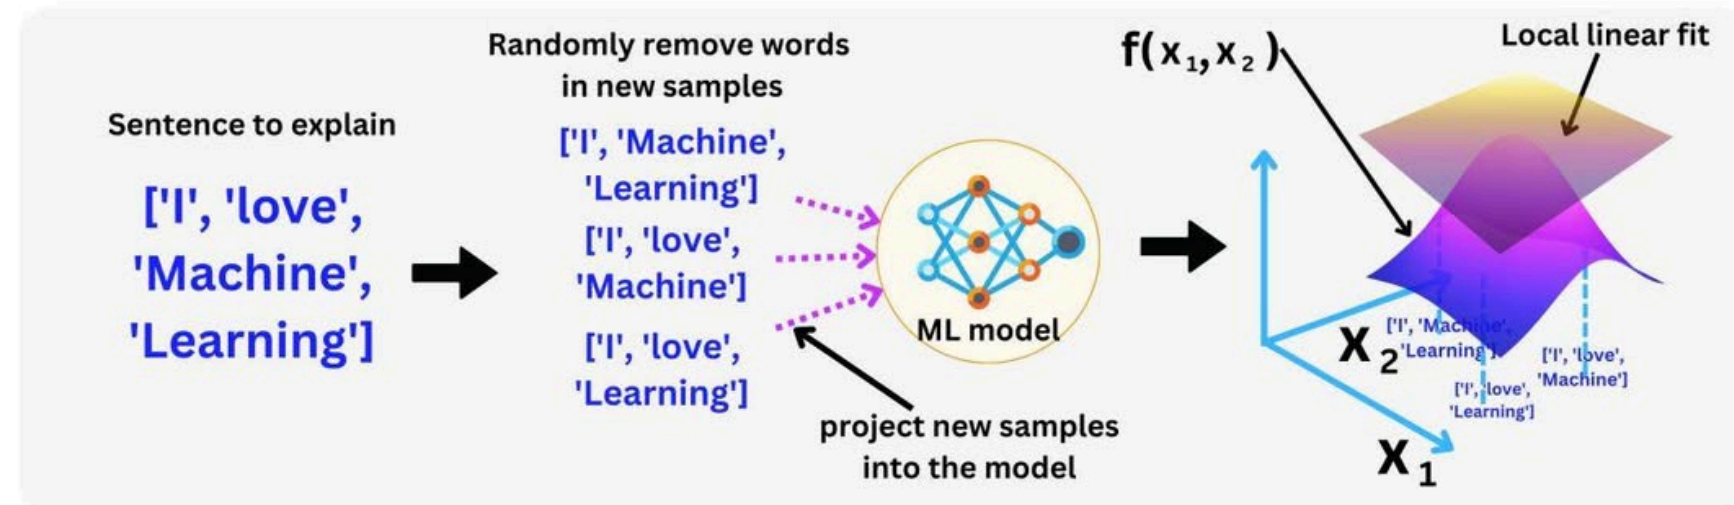 Sentence to explain
['I', 'love',
'Machine',
'Learning']
Randomly remove words
in new samples
['I', 'Machine',
'Learning']
['I', 'love',
'Machine']
['I', 'love',
'Learning']
ML model
project new samples
into the model
f(x₁,x₂)
Local linear fit
X₂
['I', 'Machine',
'Learning']
['I', 'love',
'Machine']
['I', 'love',
'Learning']
X₁